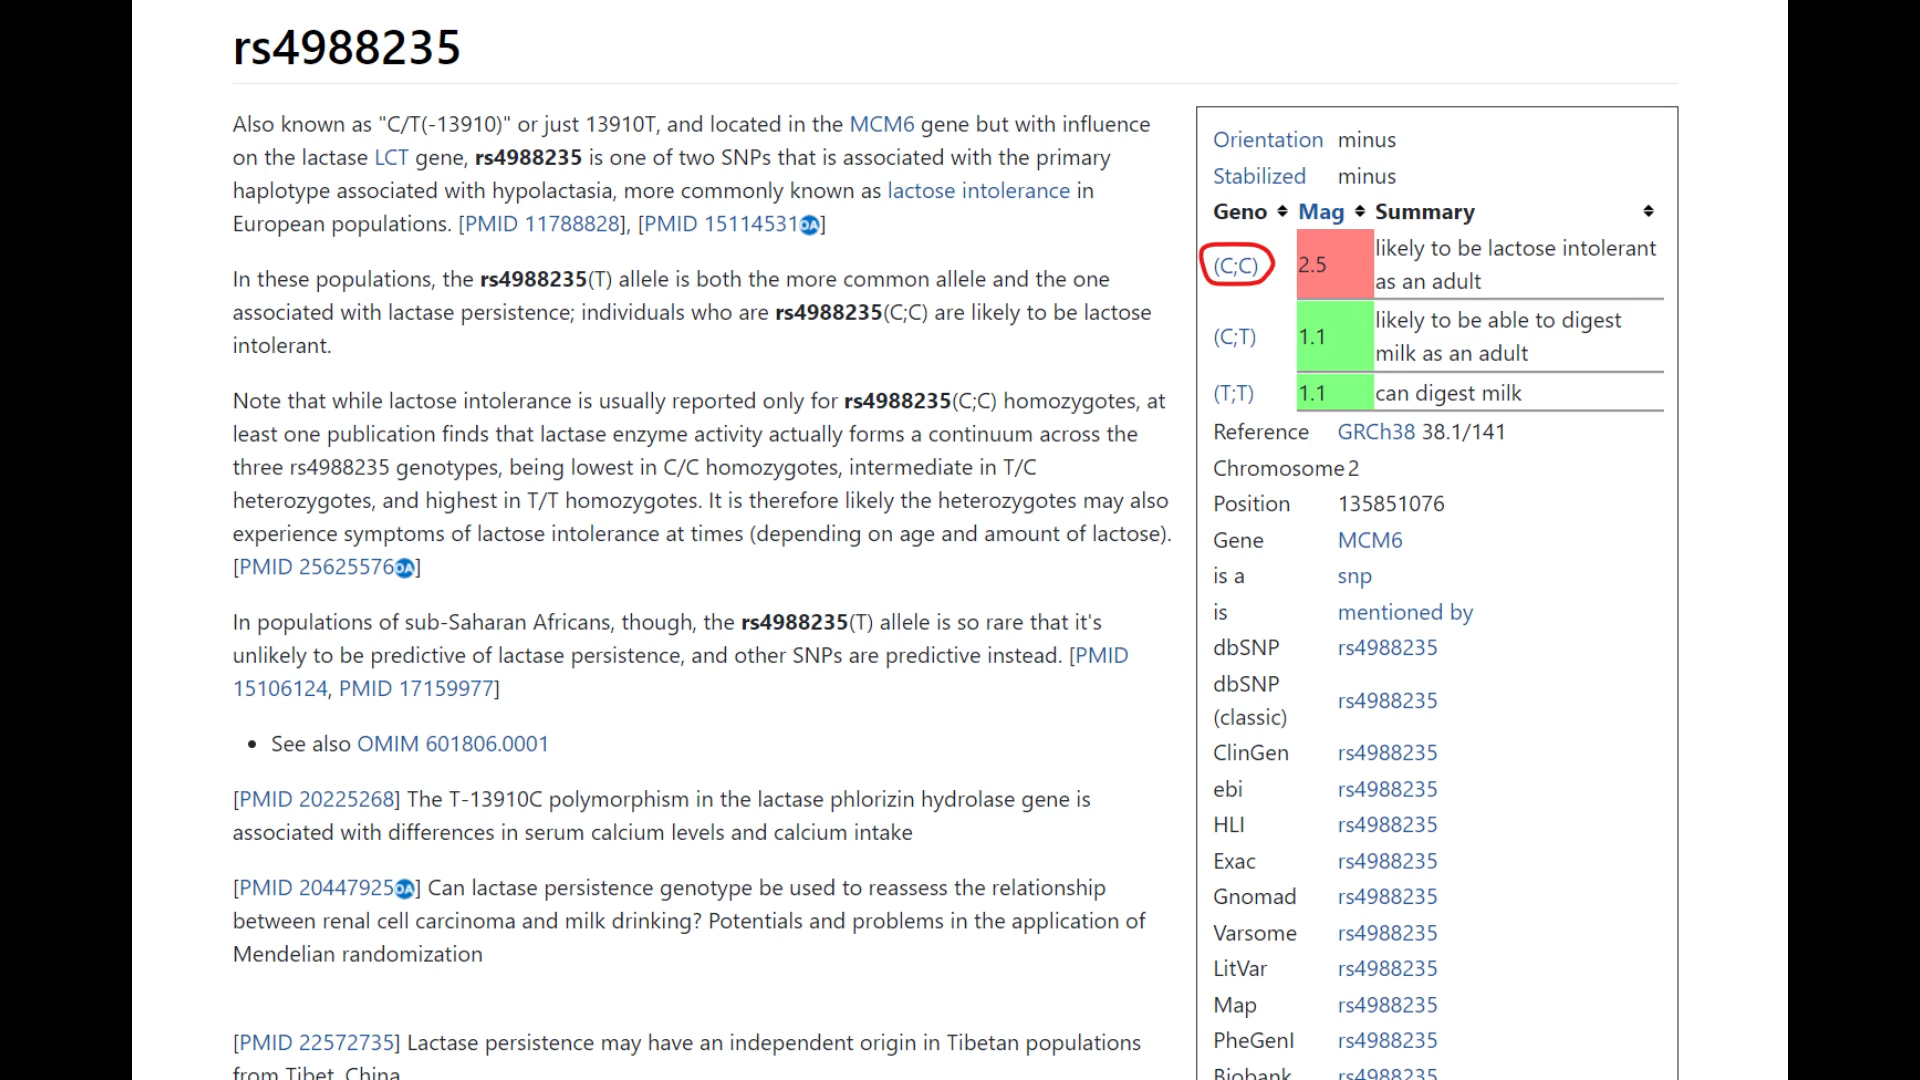 rs4988235
Also known as "C/T(-13910)" or just 13910T, and located in the MCM6 gene but with influence
on the lactase LCT gene, rs4988235 is one of two SNPs that is associated with the primary
haplotype associated with hypolactasia, more commonly known as lactose intolerance in
European populations. [PMID 11788828], [PMID 15114531OA]
In these populations, the rs4988235(T) allele is both the more common allele and the one
associated with lactase persistence; individuals who are rs4988235(C;C) are likely to be lactose
intolerant.
Note that while lactose intolerance is usually reported only for rs4988235(C;C) homozygotes, at
least one publication finds that lactase enzyme activity actually forms a continuum across the
three rs4988235 genotypes, being lowest in C/C homozygotes, intermediate in T/C
heterozygotes, and highest in T/T homozygotes. It is therefore likely the heterozygotes may also
experience symptoms of lactose intolerance at times (depending on age and amount of lactose).
[PMID 25625576OA]
In populations of sub-Saharan Africans, though, the rs4988235(T) allele is so rare that it's
unlikely to be predictive of lactase persistence, and other SNPs are predictive instead. [PMID
15106124, PMID 17159977]
• See also OMIM 601806.0001
[PMID 20225268] The T-13910C polymorphism in the lactase phlorizin hydrolase gene is
associated with differences in serum calcium levels and calcium intake
[PMID 20447925OA] Can lactase persistence genotype be used to reassess the relationship
between renal cell carcinoma and milk drinking? Potentials and problems in the application of
Mendelian randomization
[PMID 22572735] Lactase persistence may have an independent origin in Tibetan populations
from Tibet, China
Orientation minus
Stabilized minus
Geno Mag Summary
(C;C) 2.5 likely to be lactose intolerant
as an adult
(C;T) 1.1 likely to be able to digest
milk as an adult
(T;T) 1.1 can digest milk
Reference GRCh38 38.1/141
Chromosome 2
Position 135851076
Gene MCM6
is a snp
is mentioned by
dbSNP rs4988235
dbSNP
(classic) rs4988235
ClinGen rs4988235
ebi rs4988235
HLI rs4988235
Exac rs4988235
Gnomad rs4988235
Varsome rs4988235
LitVar rs4988235
Map rs4988235
PheGenI rs4988235
Biobank rs4988235